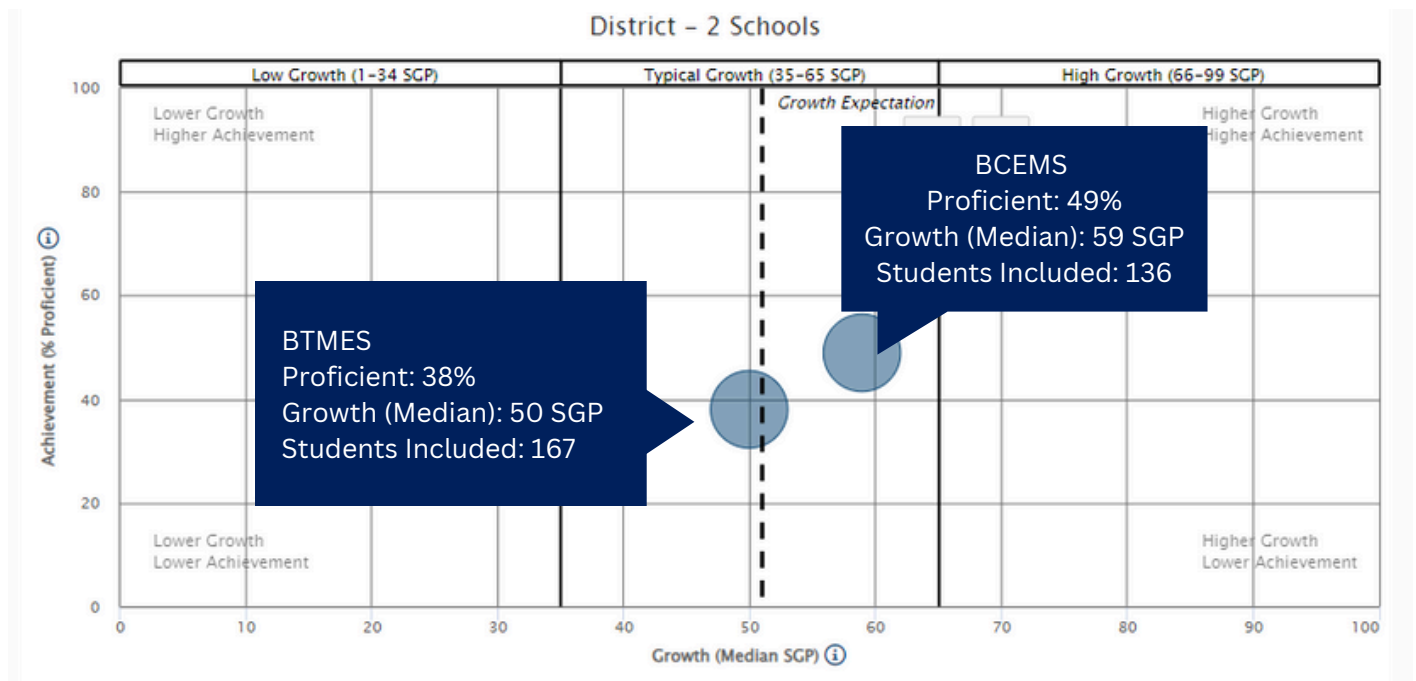 District – 2 Schools
Low Growth (1-34 SGP)
Typical Growth (35-65 SGP)
High Growth (66-99 SGP)
100
80
60
40
20
0
Achievement (% Proficient)
Lower Growth
Higher Achievement
Growth Expectation
Higher Growth
Higher Achievement
BCEMS
Proficient: 49%
Growth (Median): 59 SGP
Students Included: 136
BTMES
Proficient: 38%
Growth (Median): 50 SGP
Students Included: 167
Lower Growth
Lower Achievement
Higher Growth
Lower Achievement
0 10 20 30 40 50 60 70 80 90 100
Growth (Median SGP)